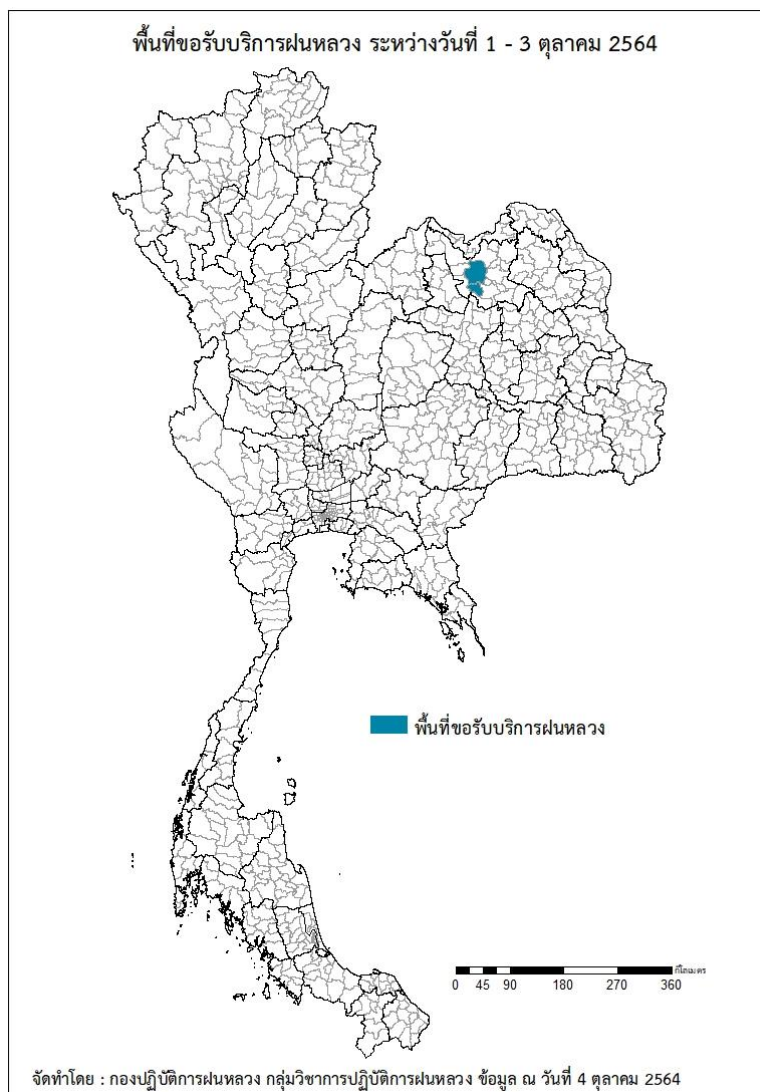 พื้นที่ขอรับบริการฝนหลวง ระหว่างวันที่ 1 - 3 ตุลาคม 2564
พื้นที่ขอรับบริการฝนหลวง
กิโลเมตร
0 45 90 180 270 360
จัดทำโดย : กองปฏิบัติการฝนหลวง กลุ่มวิชาการปฏิบัติการฝนหลวง ข้อมูล ณ วันที่ 4 ตุลาคม 2564